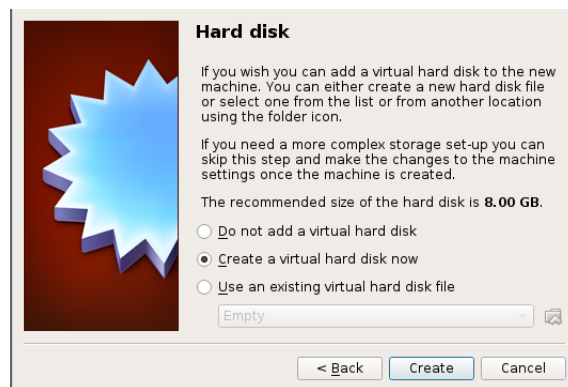 Hard disk
If you wish you can add a virtual hard disk to the new
machine. You can either create a new hard disk file
or select one from the list or from another location
using the folder icon.
If you need a more complex storage set-up you can
skip this step and make the changes to the machine
settings once the machine is created.
The recommended size of the hard disk is 8.00 GB.
Do not add a virtual hard disk
Create a virtual hard disk now
Use an existing virtual hard disk file
Empty
< Back
Create
Cancel